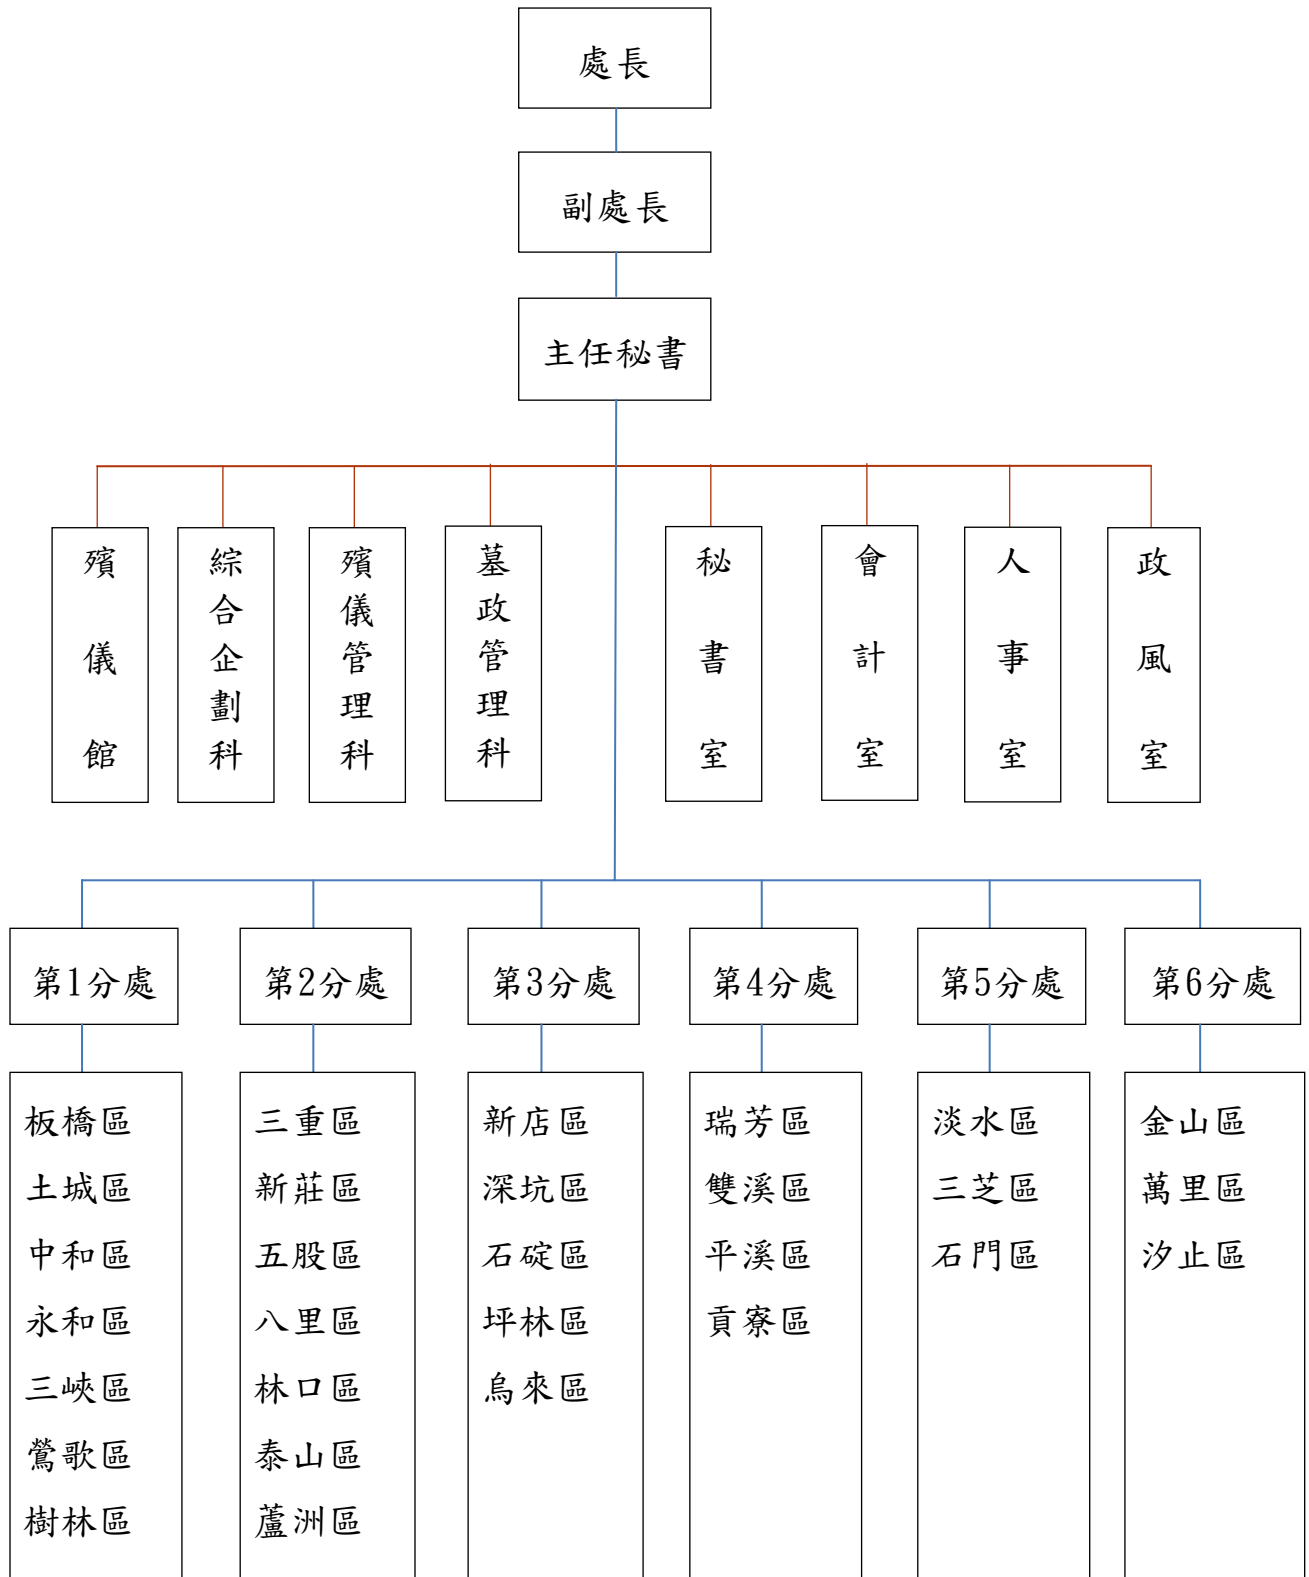 處長
副處長
主任秘書
殯儀館
綜合企劃科
殯儀管理科
墓政管理科
秘書室
會計室
人事室
政風室
第1分處
第2分處
第3分處
第4分處
第5分處
第6分處
板橋區
土城區
中和區
永和區
三峽區
鶯歌區
樹林區
三重區
新莊區
五股區
八里區
林口區
泰山區
蘆洲區
新店區
深坑區
石碇區
坪林區
烏來區
瑞芳區
雙溪區
平溪區
貢寮區
淡水區
三芝區
石門區
金山區
萬里區
汐止區